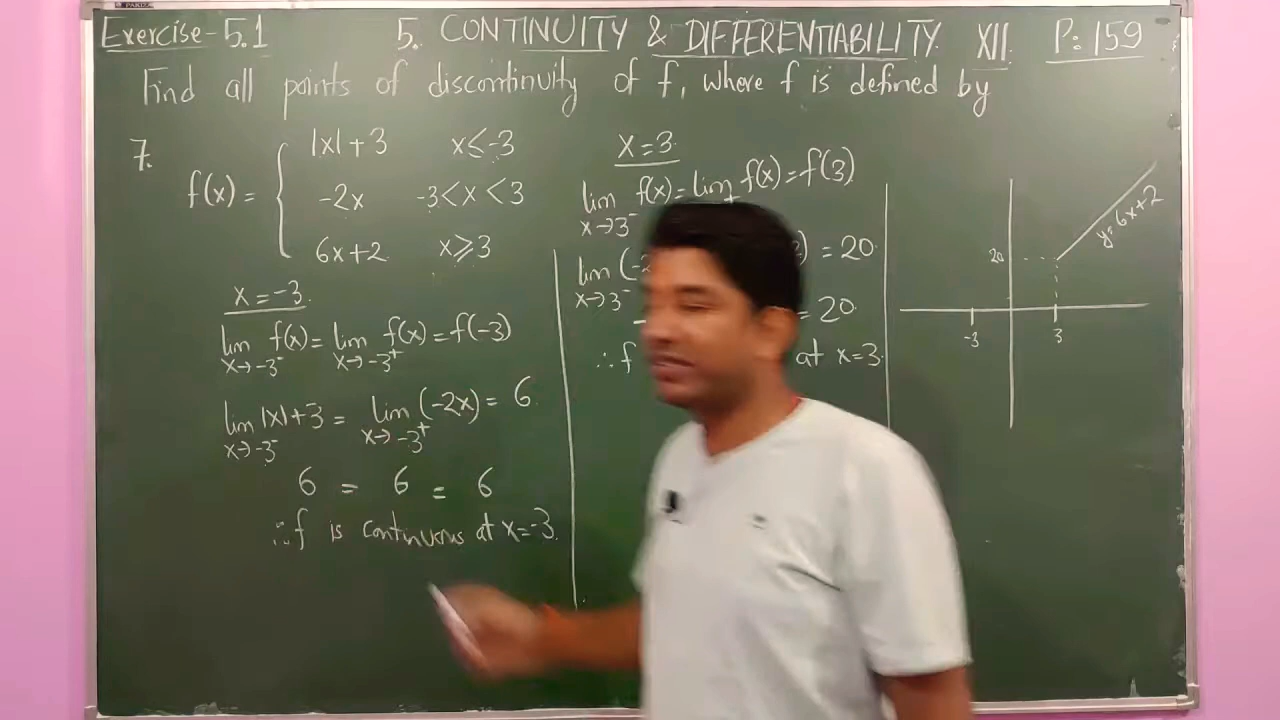 Exercise-5.1 5. CONTINUITY & DIFFERENTIABILITY XII P: 159
Find all points of discontinuity of f, where f is defined by
7.
f(x) = { |x| + 3 x ≤ -3
-2x -3 < x < 3
6x+2 x ≥ 3
x = -3
lim f(x) = lim f(x) = f(-3)
x→-3⁻ x→-3⁺
lim |x| + 3 = lim (-2x) = 6
x→-3⁻ x→-3⁺
6 = 6 = 6
∴ f is continuous at x=-3.
x = 3
lim f(x) = lim f(x) = f(3)
x→3⁻
lim (-2 ) = 20
x→3⁻
= 20
∴ f at x=3.
y=6x+2
20
-3 3